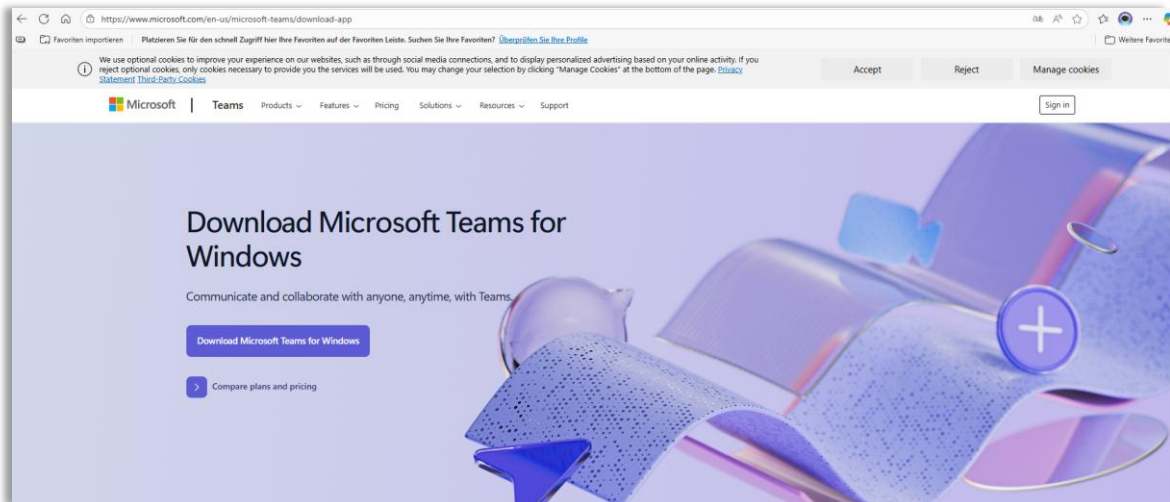 https://www.microsoft.com/en-us/microsoft-teams/download-app
Favoriten importieren Platzieren Sie für den schnell Zugriff hier Ihre Favoriten auf der Favoriten Leiste. Suchen Sie Ihre Favoriten? Überprüfen Sie Ihre Profile Weitere Favorite
We use optional cookies to improve your experience on our websites, such as through social media connections, and to display personalized advertising based on your online activity. If you
reject optional cookies, only cookies necessary to provide you the services will be used. You may change your selection by clicking "Manage Cookies" at the bottom of the page. Privacy
Statement Third-Party Cookies
Accept Reject Manage cookies
Microsoft Teams Products Features Pricing Solutions Resources Support Sign in
Download Microsoft Teams for
Windows
Communicate and collaborate with anyone, anytime, with Teams.
Download Microsoft Teams for Windows
Compare plans and pricing